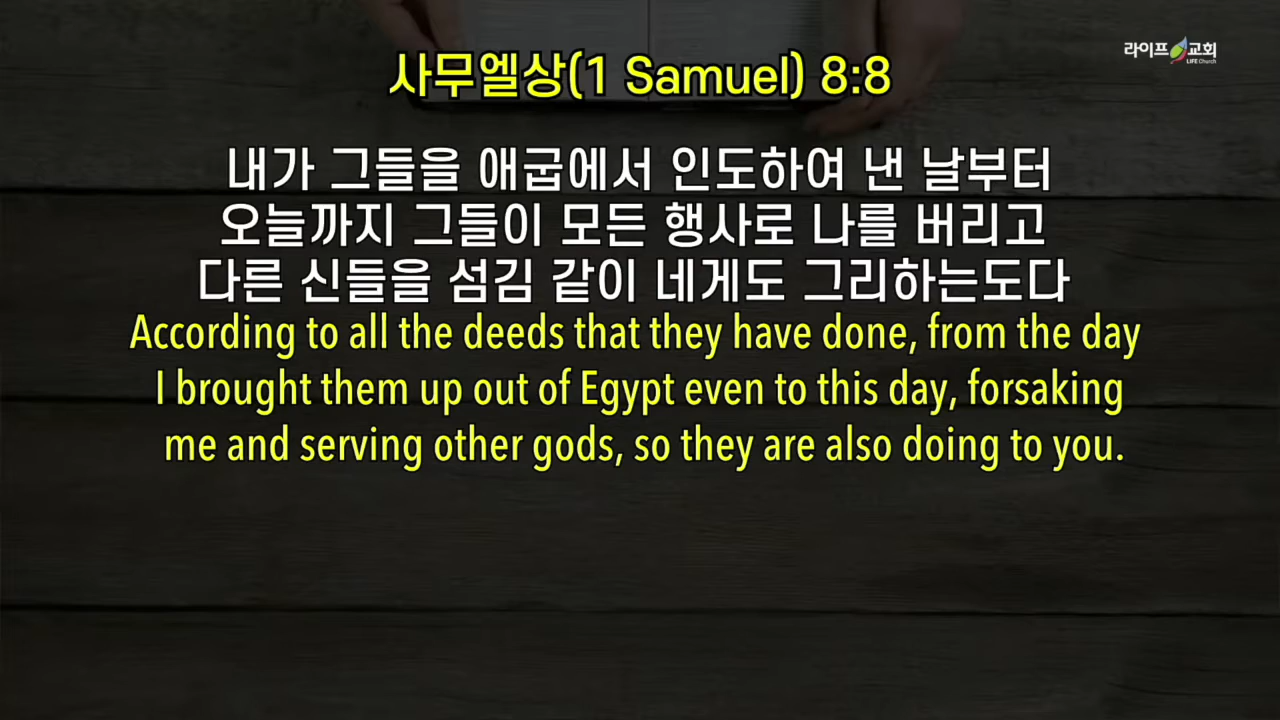 라이프 교회
LIFE Church
사무엘상(1 Samuel) 8:8
내가 그들을 애굽에서 인도하여 낸 날부터
오늘까지 그들이 모든 행사로 나를 버리고
다른 신들을 섬김 같이 네게도 그리하는도다
According to all the deeds that they have done, from the day
I brought them up out of Egypt even to this day, forsaking
me and serving other gods, so they are also doing to you.